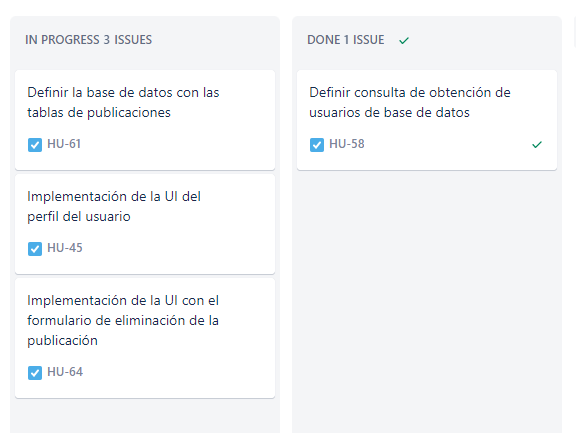 IN PROGRESS 3 ISSUES
Definir la base de datos con las
tablas de publicaciones
HU-61
Implementación de la UI del
perfil del usuario
HU-45
Implementación de la UI con el
formulario de eliminación de la
publicación
HU-64
DONE 1 ISSUE
Definir consulta de obtención de
usuarios de base de datos
HU-58